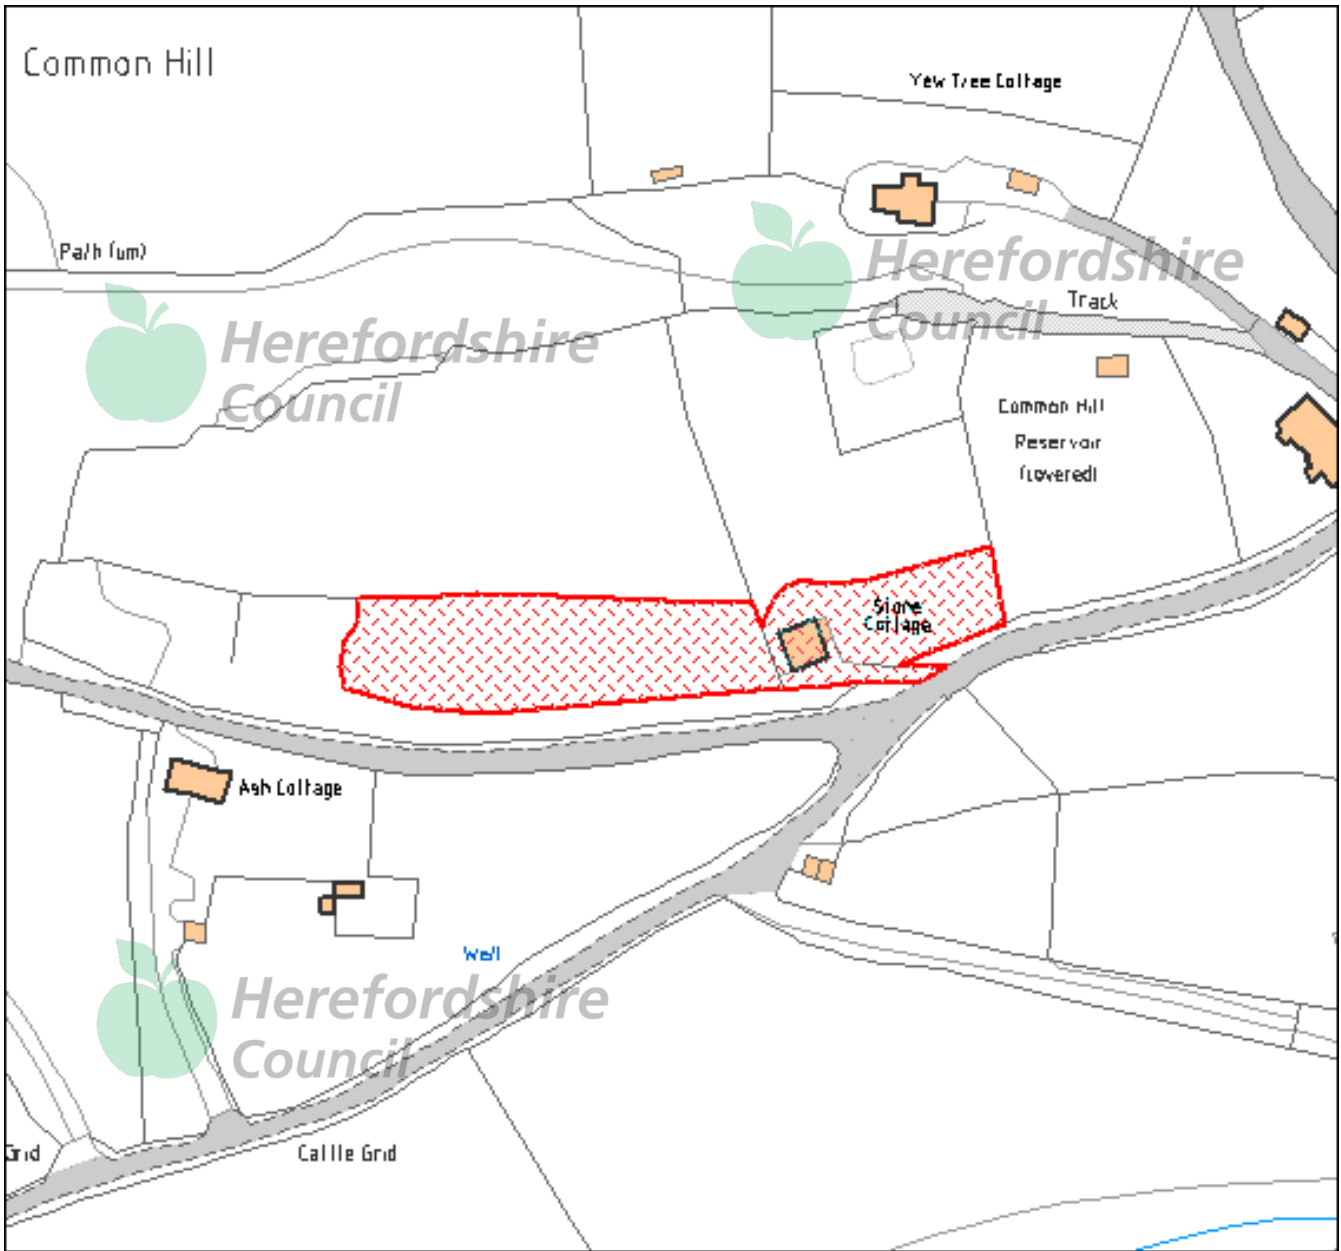 Common Hill
Yew Tree Cottage
Path (um)
Herefordshire
Council
Track
Herefordshire
Council
Common Hill
Reservoir
(covered)
Stone
Cottage
Ash Cottage
Well
Herefordshire
Council
Grid
Cattle Grid